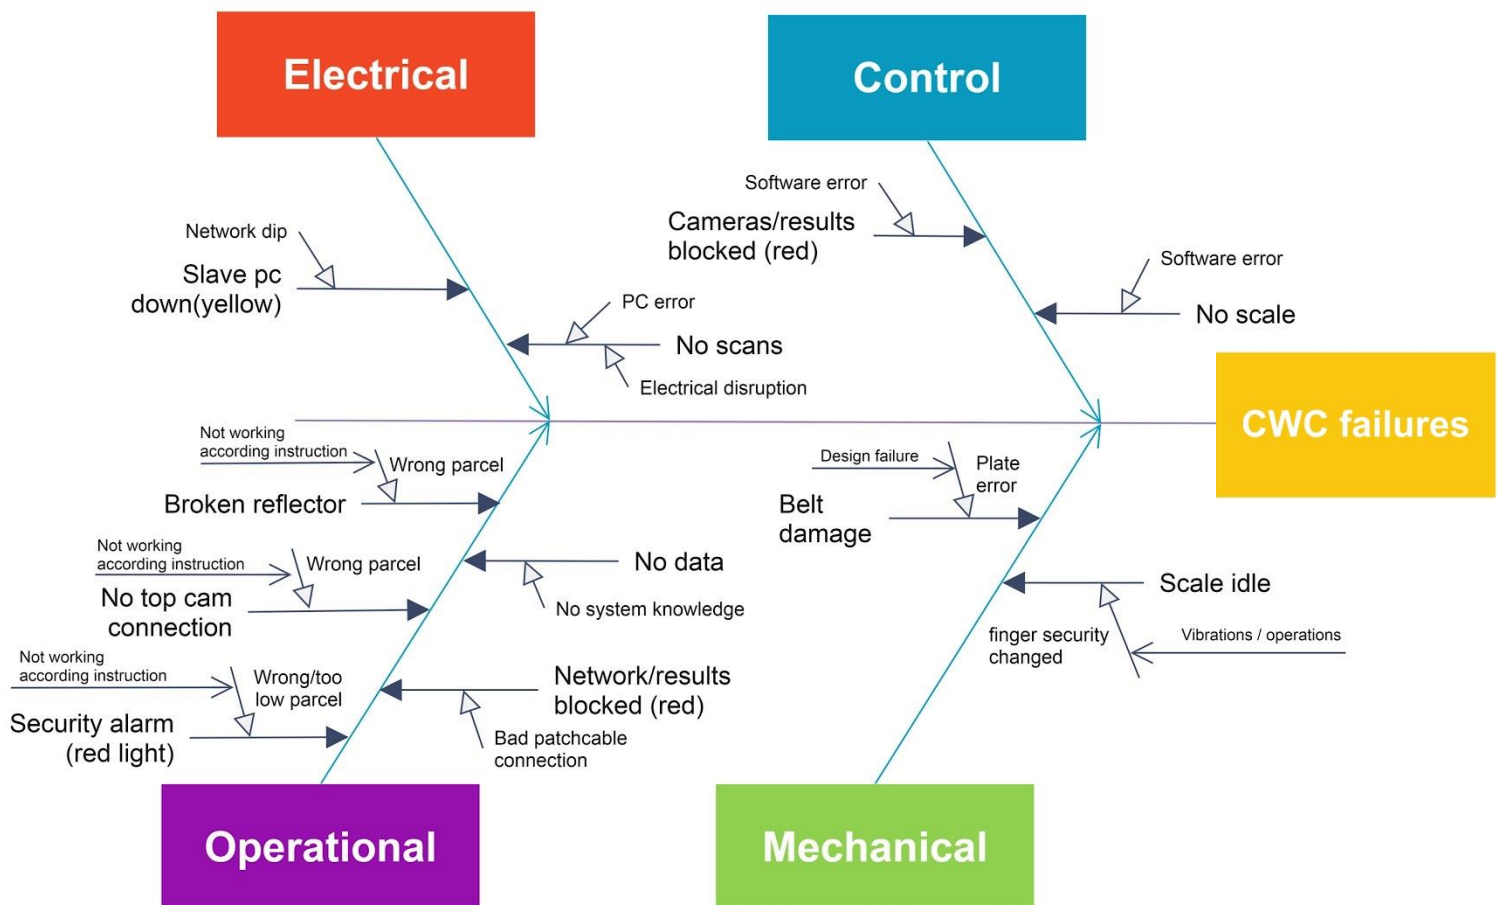 Electrical
Control
Software error
Cameras/results
blocked (red)
Network dip
Slave pc
down(yellow)
Software error
No scale
PC error
No scans
Electrical disruption
CWC failures
Not working
according instruction
Wrong parcel
Broken reflector
Design failure
Plate
error
Belt
damage
Not working
according instruction
Wrong parcel
No top cam
connection
No data
No system knowledge
Scale idle
finger security
changed
Vibrations / operations
Not working
according instruction
Wrong/too
low parcel
Security alarm
(red light)
Network/results
blocked (red)
Bad patchcable
connection
Operational
Mechanical